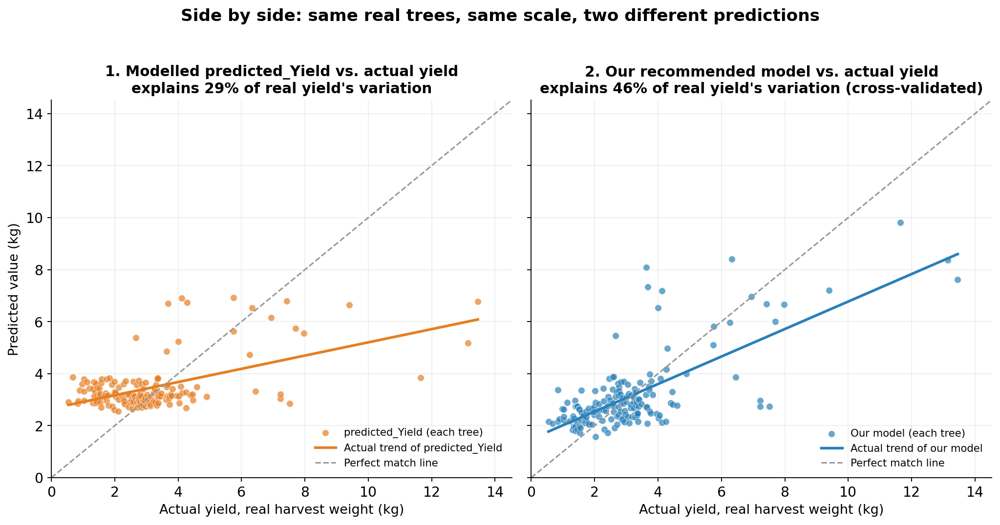 Side by side: same real trees, same scale, two different predictions
1. Modelled predicted_Yield vs. actual yield
explains 29% of real yield's variation
2. Our recommended model vs. actual yield
explains 46% of real yield's variation (cross-validated)
Predicted value (kg)
14
12
10
8
6
4
2
0
predicted_Yield (each tree)
Actual trend of predicted_Yield
Perfect match line
Our model (each tree)
Actual trend of our model
Perfect match line
0 2 4 6 8 10 12 14
0 2 4 6 8 10 12 14
Actual yield, real harvest weight (kg)
Actual yield, real harvest weight (kg)